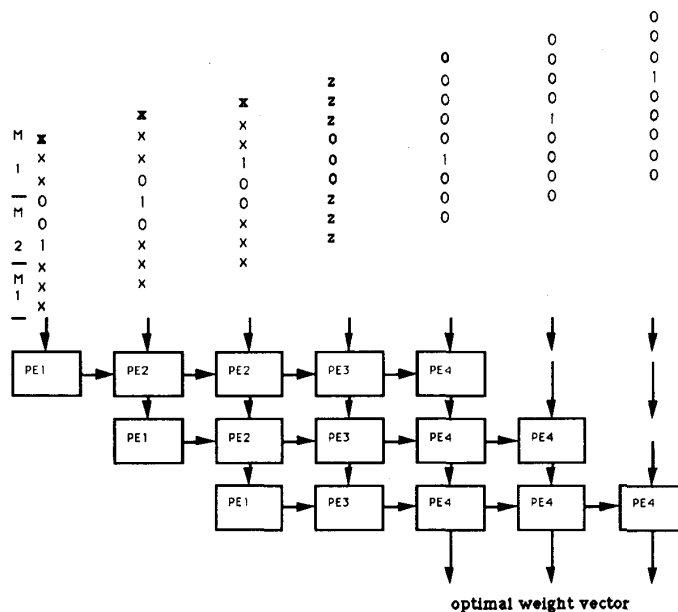 M 1 M 2 M 1
x x x 0 0 1 x x x
x x x 0 1 0 x x x
x x x 1 0 0 x x x
z z z 0 0 0 z z z
0 0 0 0 0 1 0 0 0
0 0 0 0 1 0 0 0 0
0 0 0 1 0 0 0 0 0
PE1 PE2 PE2 PE3 PE4
PE1 PE2 PE3 PE4 PE4
PE1 PE3 PE4 PE4 PE4
optimal weight vector